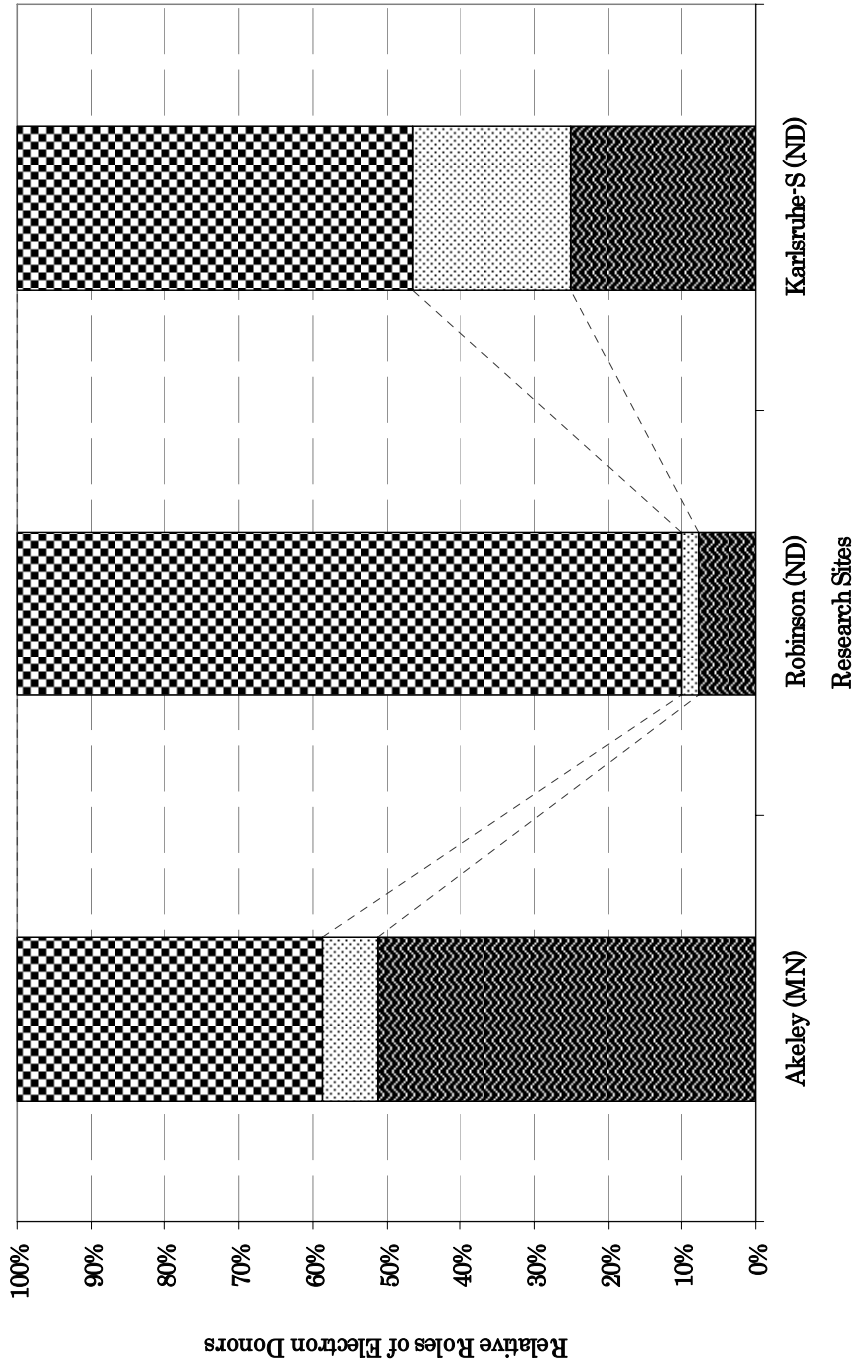 Relative Roles of Electron Donors
100%
90%
80%
70%
60%
50%
40%
30%
20%
10%
0%
Akeley (MN)
Robinson (ND)
Karlsruhe-S (ND)
Research Sites